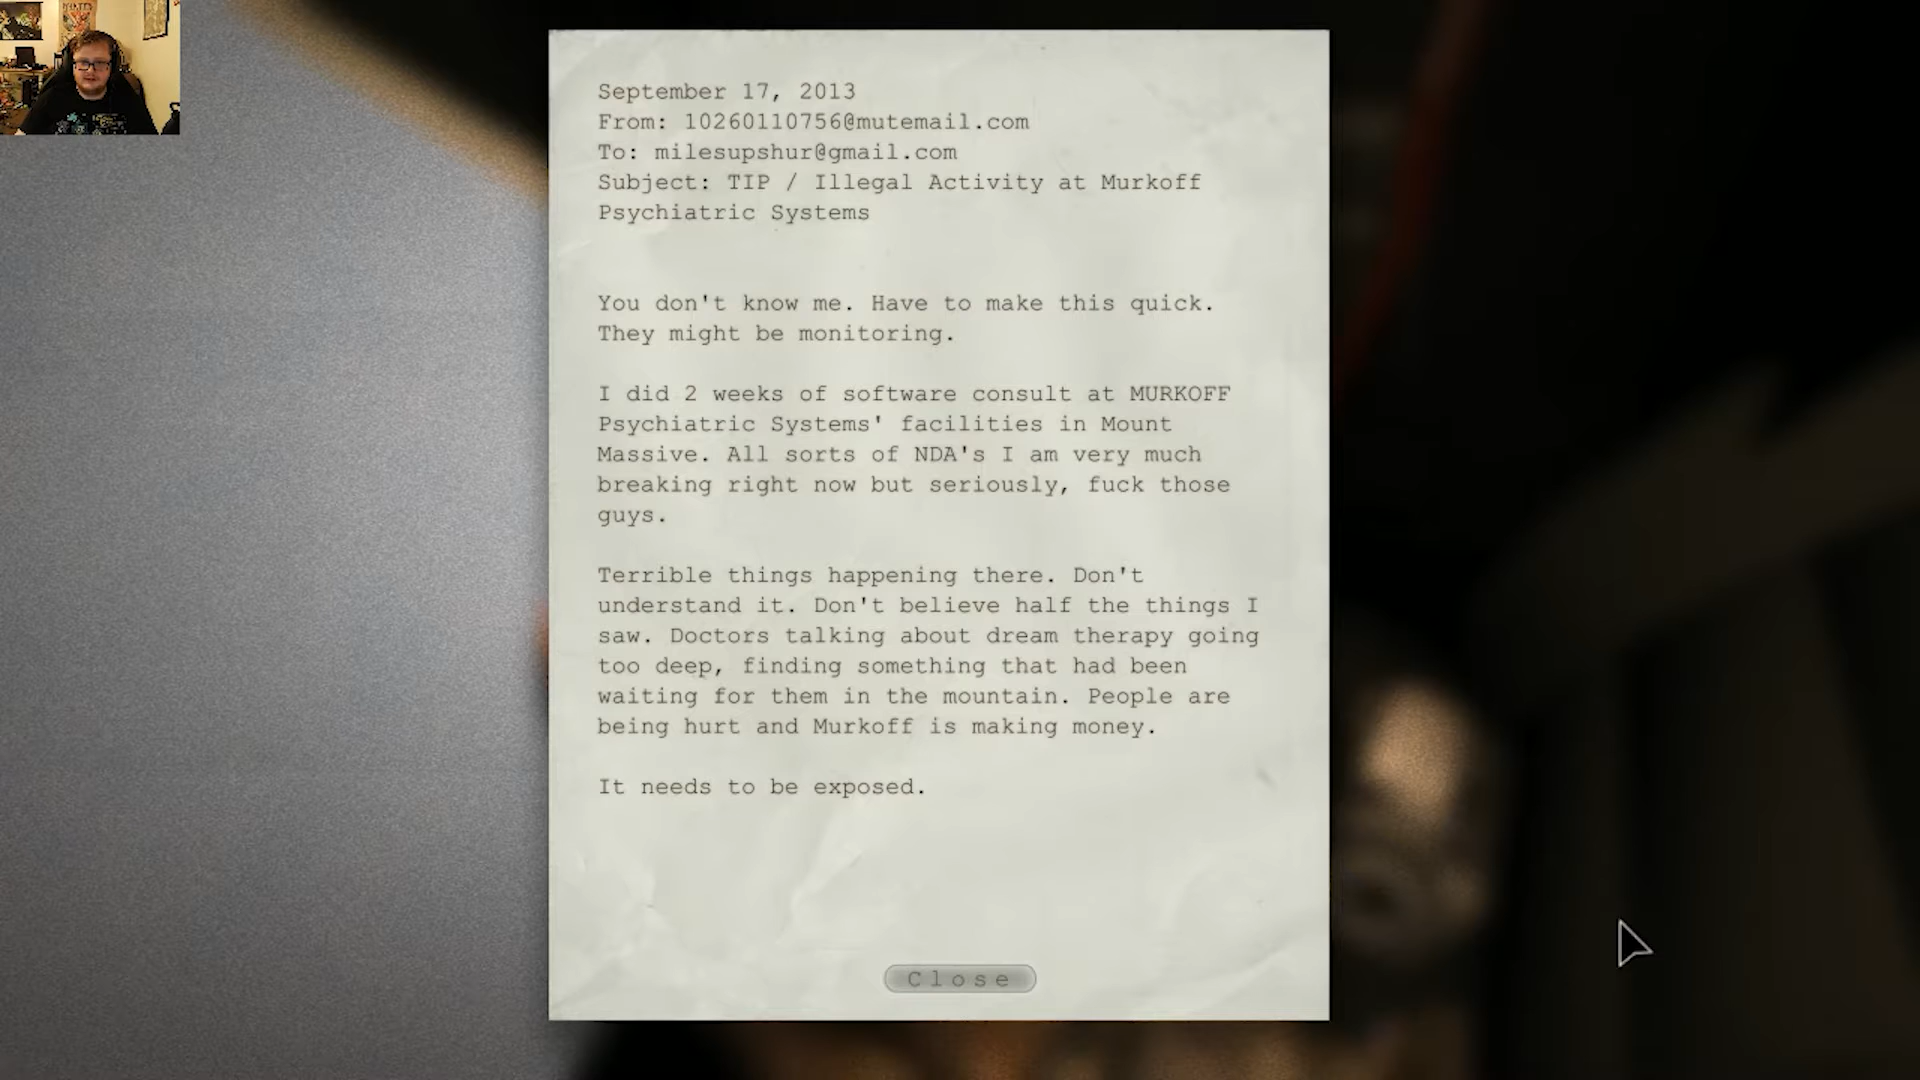 September 17, 2013
From: 10260110756@mutemail.com
To: milesupshur@gmail.com
Subject: TIP / Illegal Activity at Murkoff
Psychiatric Systems
You don't know me. Have to make this quick.
They might be monitoring.
I did 2 weeks of software consult at MURKOFF
Psychiatric Systems' facilities in Mount
Massive. All sorts of NDA's I am very much
breaking right now but seriously, fuck those
guys.
Terrible things happening there. Don't
understand it. Don't believe half the things I
saw. Doctors talking about dream therapy going
too deep, finding something that had been
waiting for them in the mountain. People are
being hurt and Murkoff is making money.
It needs to be exposed.
Close